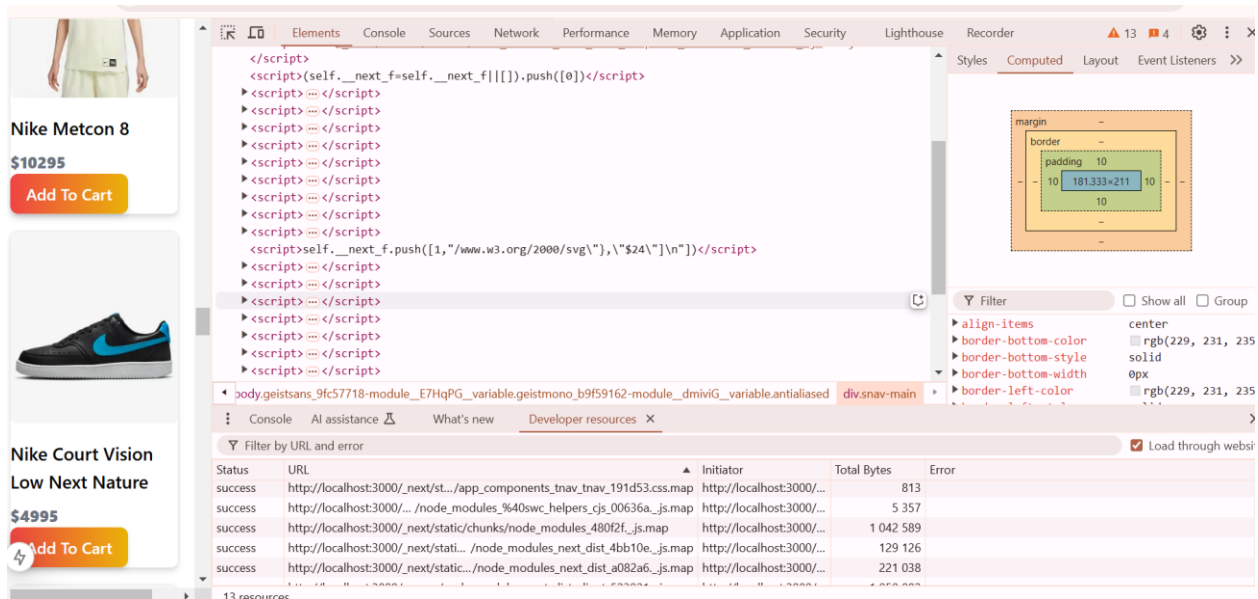 Nike Metcon 8
$10295
Add To Cart
Nike Court Vision
Low Next Nature
$4995
Add To Cart
Elements Console Sources Network Performance Memory Application Security Lighthouse Recorder 13 4
</script>
<script>(self.__next_f=self.__next_f||[]).push([0])</script>
<script> … </script>
<script> … </script>
<script> … </script>
<script> … </script>
<script> … </script>
<script> … </script>
<script> … </script>
<script> … </script>
<script> … </script>
<script>self.__next_f.push([1,"/www.w3.org/2000/svg\"},\"$24\"]\n"])</script>
<script> … </script>
<script> … </script>
<script> … </script>
<script> … </script>
<script> … </script>
<script> … </script>
<script> … </script>
body.geistsans_9fc57718-module__E7HqPG__variable.geistmono_b9f59162-module__dmiviG__variable.antialiased div.snav-main
Styles Computed Layout Event Listeners
margin –
border –
padding 10
– – 10 181.333×211 10 – –
10
–
–
Filter Show all Group
align-items center
border-bottom-color rgb(229, 231, 235
border-bottom-style solid
border-bottom-width 0px
border-left-color rgb(229, 231, 235
Console AI assistance What's new Developer resources
Filter by URL and error Load through websi
Status URL Initiator Total Bytes Error
success http://localhost:3000/_next/st.../app_components_tnav_tnav_191d53.css.map http://localhost:3000/... 813
success http://localhost:3000/... /node_modules_%40swc_helpers_cjs_00636a._.js.map http://localhost:3000/... 5 357
success http://localhost:3000/_next/static/chunks/node_modules_480f2f._.js.map http://localhost:3000/... 1 042 589
success http://localhost:3000/_next/stati... /node_modules_next_dist_4bb10e._.js.map http://localhost:3000/... 129 126
success http://localhost:3000/_next/static.../node_modules_next_dist_a082a6._.js.map http://localhost:3000/... 221 038
13 resources